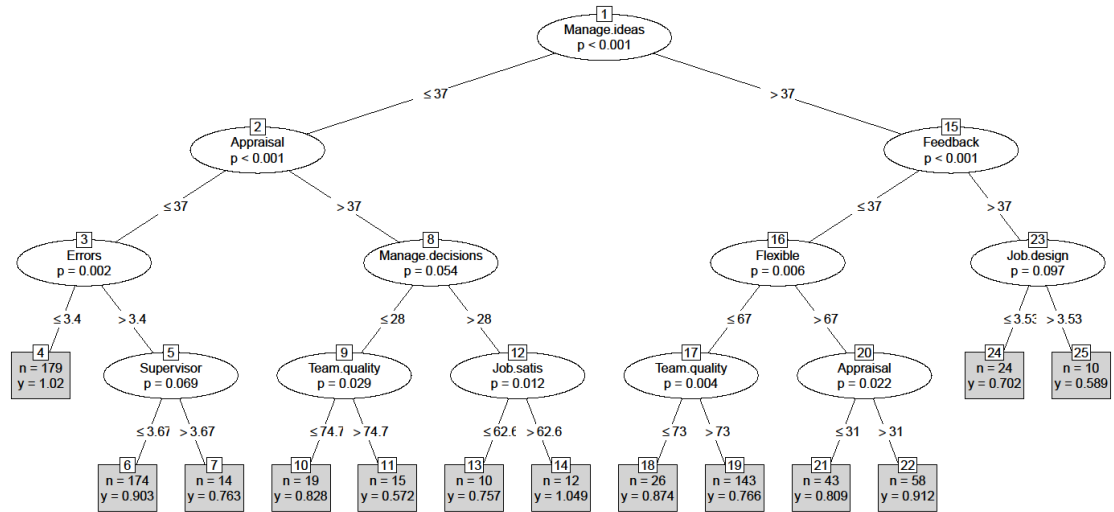 1
Manage.ideas
p < 0.001
≤ 37
> 37
2
Appraisal
p < 0.001
15
Feedback
p < 0.001
≤ 37
> 37
≤ 37
> 37
3
Errors
p = 0.002
8
Manage.decisions
p = 0.054
16
Flexible
p = 0.006
23
Job.design
p = 0.097
≤ 3.4
> 3.4
≤ 28
> 28
≤ 67
> 67
≤ 3.53
> 3.53
4
n = 179
y = 1.02
5
Supervisor
p = 0.069
9
Team.quality
p = 0.029
12
Job.satis
p = 0.012
17
Team.quality
p = 0.004
20
Appraisal
p = 0.022
24
n = 24
y = 0.702
25
n = 10
y = 0.589
≤ 3.67
> 3.67
≤ 74.7
> 74.7
≤ 62.6
> 62.6
≤ 73
> 73
≤ 31
> 31
6
n = 174
y = 0.903
7
n = 14
y = 0.763
10
n = 19
y = 0.828
11
n = 15
y = 0.572
13
n = 10
y = 0.757
14
n = 12
y = 1.049
18
n = 26
y = 0.874
19
n = 143
y = 0.766
21
n = 43
y = 0.809
22
n = 58
y = 0.912